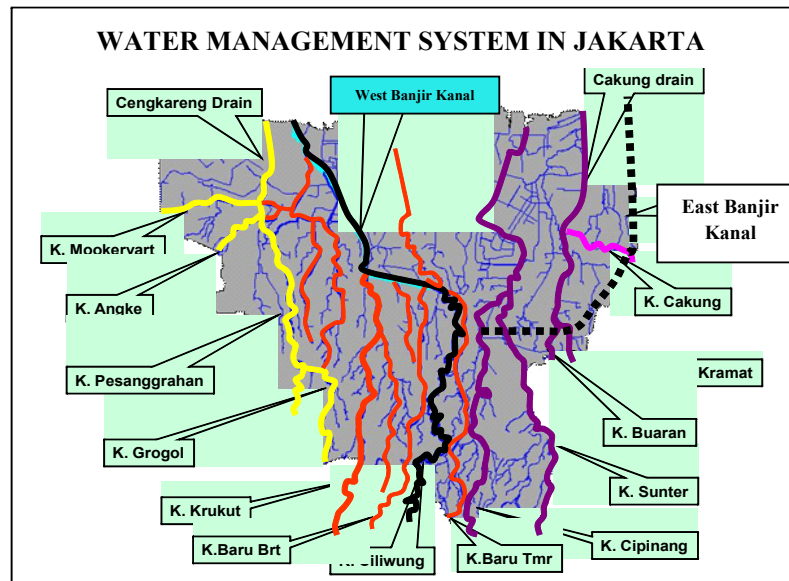 WATER MANAGEMENT SYSTEM IN JAKARTA
Cakung drain
Cengkareng Drain
West Banjir Kanal
East Banjir
Kanal
K. Mookervart
K. Cakung
K. Angke
K. Pesanggrahan
Kramat
K. Buaran
K. Grogol
K. Sunter
K. Krukut
K.Baru Brt
K. Ciliwung
K.Baru Tmr
K. Cipinang